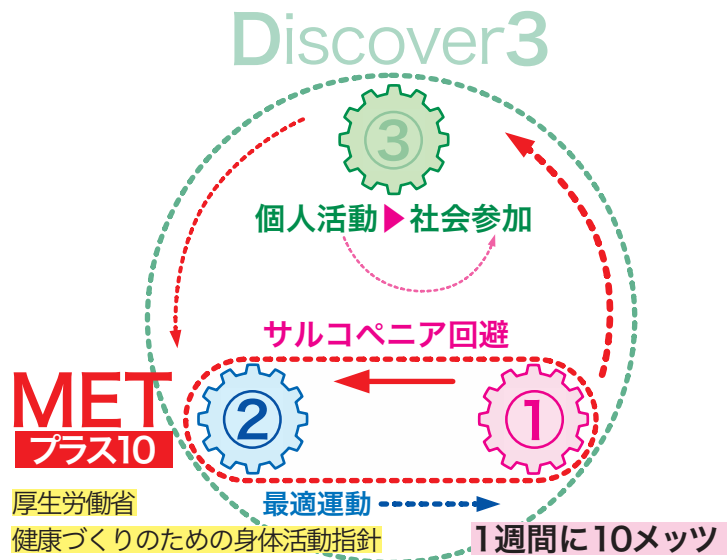 Discover3
③
個人活動▶社会参加
サルコペニア回避
MET
プラス10
②
①
厚生労働省
最適運動
健康づくりのための身体活動指針
1週間に10メッツ